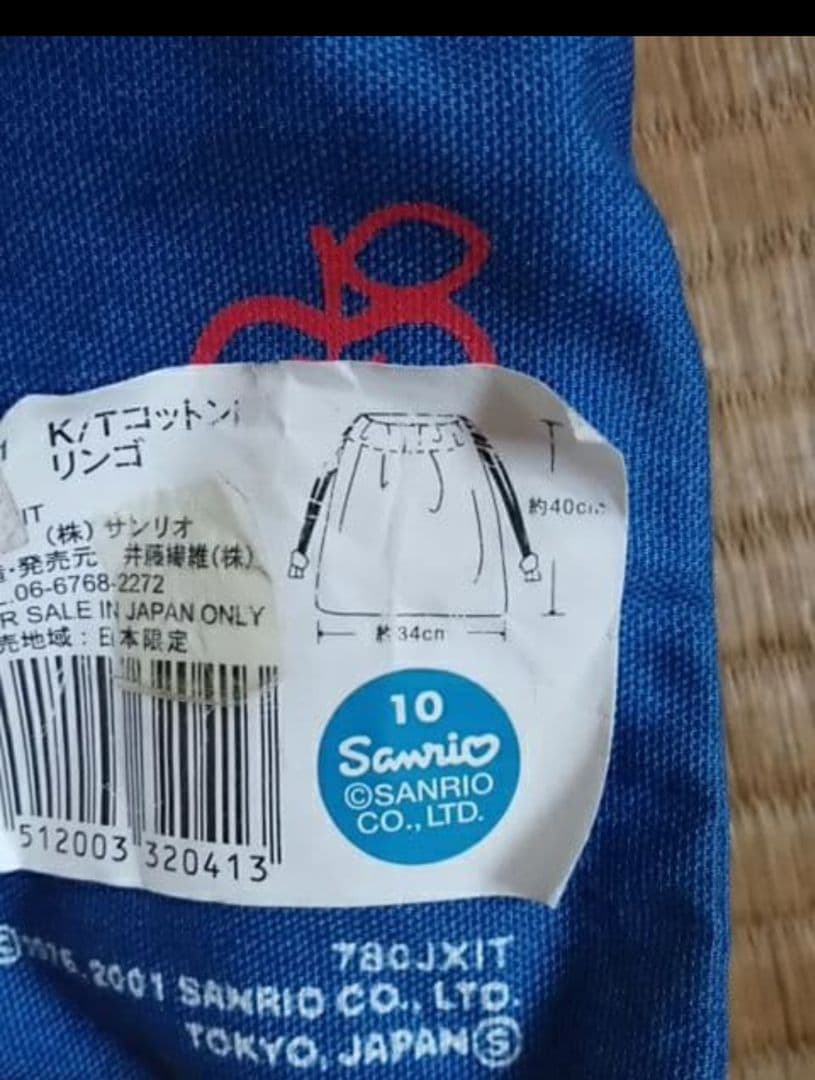 K/Tコットン
リンゴ
IT
(株) サンリオ
・発売元 井藤繊維(株)
06-6768-2272
R SALE IN JAPAN ONLY
売地域：日本限定
512003 320413
約40cm
約34cm
10
Sanrio
©SANRIO
CO., LTD.
780JXIT
1976, 2001 SANRIO CO., LTD.
TOKYO, JAPAN Ⓢ